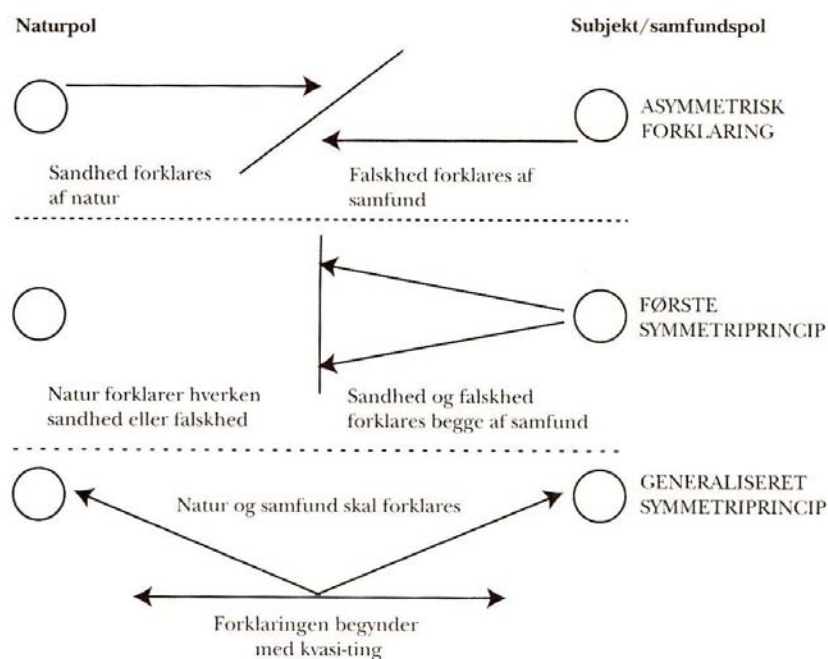 Naturpol
Subjekt/samfundspol
ASYMMETRISK
FORKLARING
Sandhed forklares
af natur
Falskhed forklares af
samfund
FØRSTE
SYMMETRIPRINCIP
Natur forklarer hverken
sandhed eller falskhed
Sandhed og falskhed
forklares begge af samfund
GENERALISERET
SYMMETRIPRINCIP
Natur og samfund skal forklares
Forklaringen begynder
med kvasi-ting